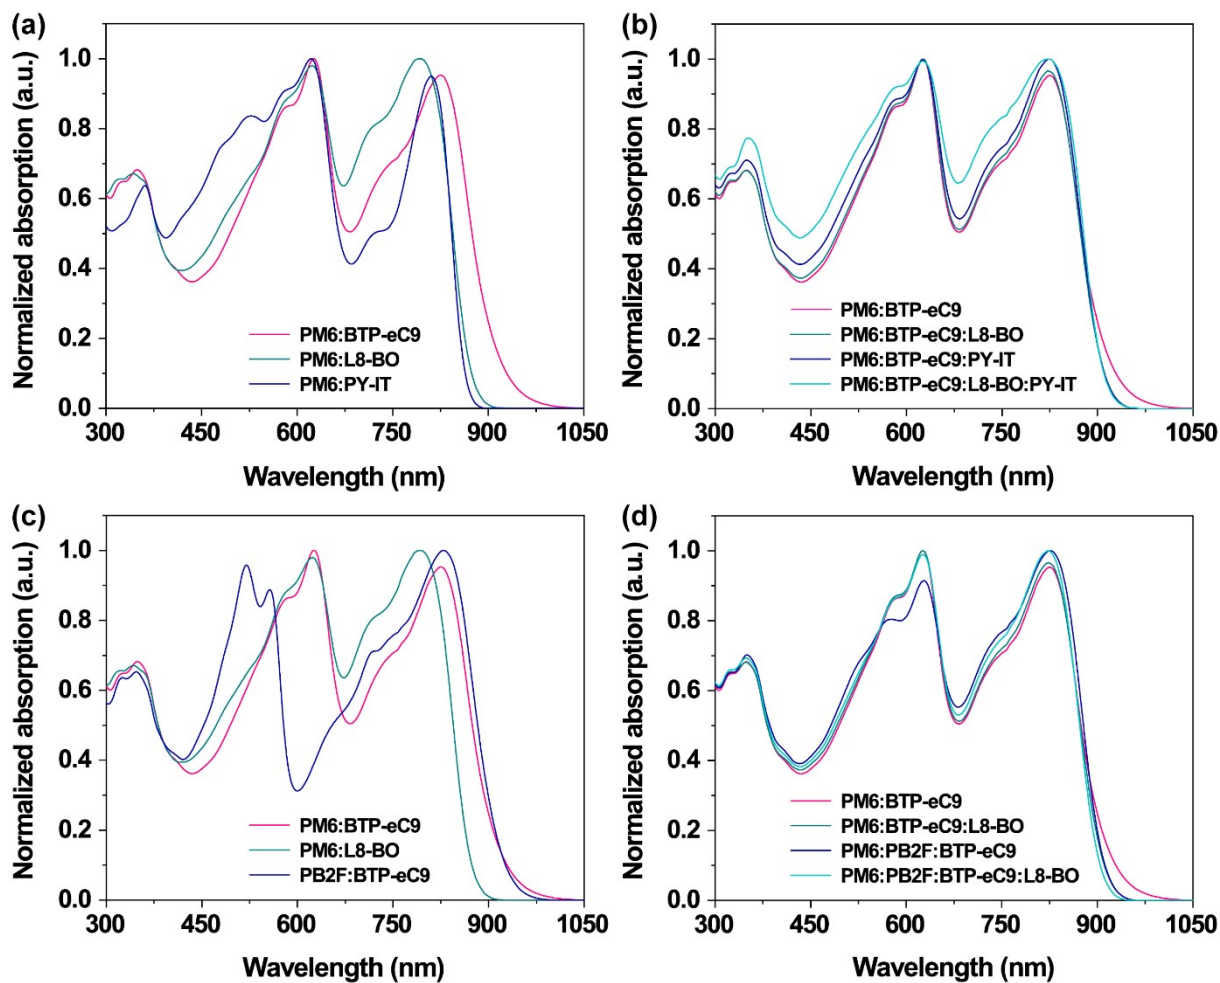 (a)
Normalized absorption (a.u.)
1.0
0.8
0.6
0.4
0.2
0.0
PM6:BTP-eC9
PM6:L8-BO
PM6:PY-IT
300 450 600 750 900 1050
Wavelength (nm)
(b)
Normalized absorption (a.u.)
1.0
0.8
0.6
0.4
0.2
0.0
PM6:BTP-eC9
PM6:BTP-eC9:L8-BO
PM6:BTP-eC9:PY-IT
PM6:BTP-eC9:L8-BO:PY-IT
300 450 600 750 900 1050
Wavelength (nm)
(c)
Normalized absorption (a.u.)
1.0
0.8
0.6
0.4
0.2
0.0
PM6:BTP-eC9
PM6:L8-BO
PB2F:BTP-eC9
300 450 600 750 900 1050
Wavelength (nm)
(d)
Normalized absorption (a.u.)
1.0
0.8
0.6
0.4
0.2
0.0
PM6:BTP-eC9
PM6:BTP-eC9:L8-BO
PM6:PB2F:BTP-eC9
PM6:PB2F:BTP-eC9:L8-BO
300 450 600 750 900 1050
Wavelength (nm)